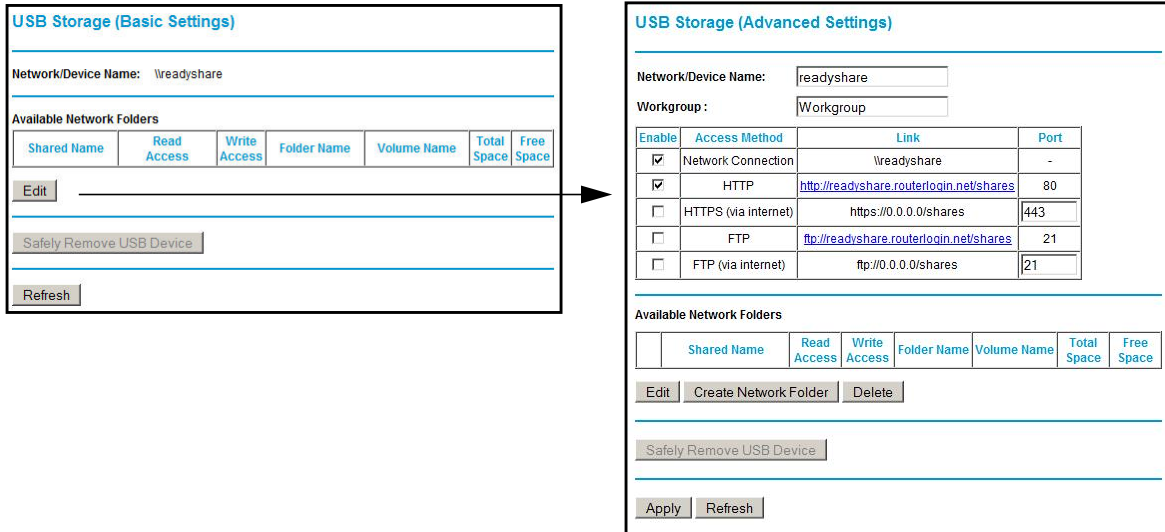 USB Storage (Basic Settings)
Network/Device Name: \\readyshare
Available Network Folders
Shared Name Read Access Write Access Folder Name Volume Name Total Space Free Space
Edit
Safely Remove USB Device
Refresh
USB Storage (Advanced Settings)
Network/Device Name: readyshare
Workgroup : Workgroup
Enable Access Method Link Port
Network Connection \\readyshare -
HTTP http://readyshare.routerlogin.net/shares 80
HTTPS (via internet) https://0.0.0.0/shares 443
FTP ftp://readyshare.routerlogin.net/shares 21
FTP (via internet) ftp://0.0.0.0/shares 21
Available Network Folders
Shared Name Read Access Write Access Folder Name Volume Name Total Space Free Space
Edit Create Network Folder Delete
Safely Remove USB Device
Apply Refresh